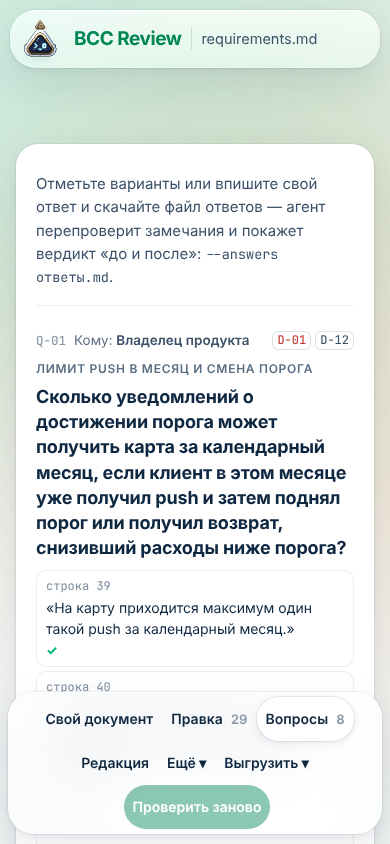 BCC Review requirements.md
Отметьте варианты или впишите свой
ответ и скачайте файл ответов — агент
перепроверит замечания и покажет
вердикт «до и после»: --answers
ответы.md.
Q-01 Кому: Владелец продукта D-01 D-12
ЛИМИТ PUSH В МЕСЯЦ И СМЕНА ПОРОГА
Сколько уведомлений о
достижении порога может
получить карта за календарный
месяц, если клиент в этом месяце
уже получил push и затем поднял
порог или получил возврат,
снизивший расходы ниже порога?
строка 39
«На карту приходится максимум один
такой push за календарный месяц.»
✓
строка 40
Свой документ Правка 29 Вопросы 8
Редакция Ещё ▾ Выгрузить ▾
Проверить заново